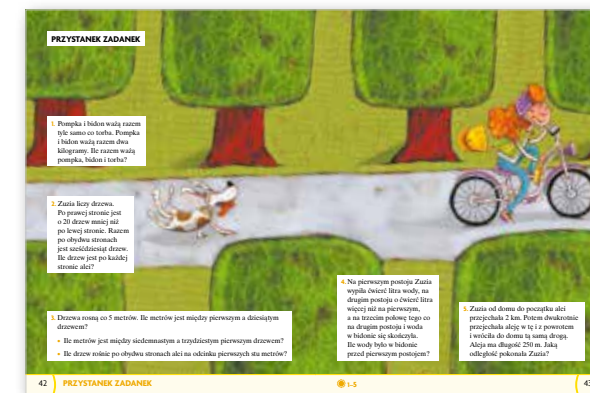 PRZYSTANEK ZADANEK
1. Pompka i bidon ważą razem
tyle samo co torba. Pompka
i bidon ważą razem dwa
kilogramy. Ile razem ważą
pompka, bidon i torba?
2. Zuzia liczy drzewa.
Po prawej stronie jest
o 20 drzew mniej niż
po lewej stronie. Razem
po obydwu stronach
jest sześćdziesiąt drzew.
Ile drzew jest po każdej
stronie alei?
3. Drzewa rosną co 5 metrów. Ile metrów jest między pierwszym a dziesiątym
drzewem?
• Ile metrów jest między siedemnastym a trzydziestym pierwszym drzewem?
• Ile drzew rośnie po obydwu stronach alei na odcinku pierwszych stu metrów?
4. Na pierwszym postoju Zuzia
wypiła ćwierć litra wody, na
drugim postoju o ćwierć litra
więcej niż na pierwszym,
a na trzecim połowę tego co
na drugim postoju i woda
w bidonie się skończyła.
Ile wody było w bidonie
przed pierwszym postojem?
5. Zuzia od domu do początku alei
przejechała 2 km. Potem dwukrotnie
przejechała aleję w tę i z powrotem
i wróciła do domu tą samą drogą.
Aleja ma długość 250 m. Jaką
odległość pokonała Zuzia?
42 PRZYSTANEK ZADANEK
1–5
43